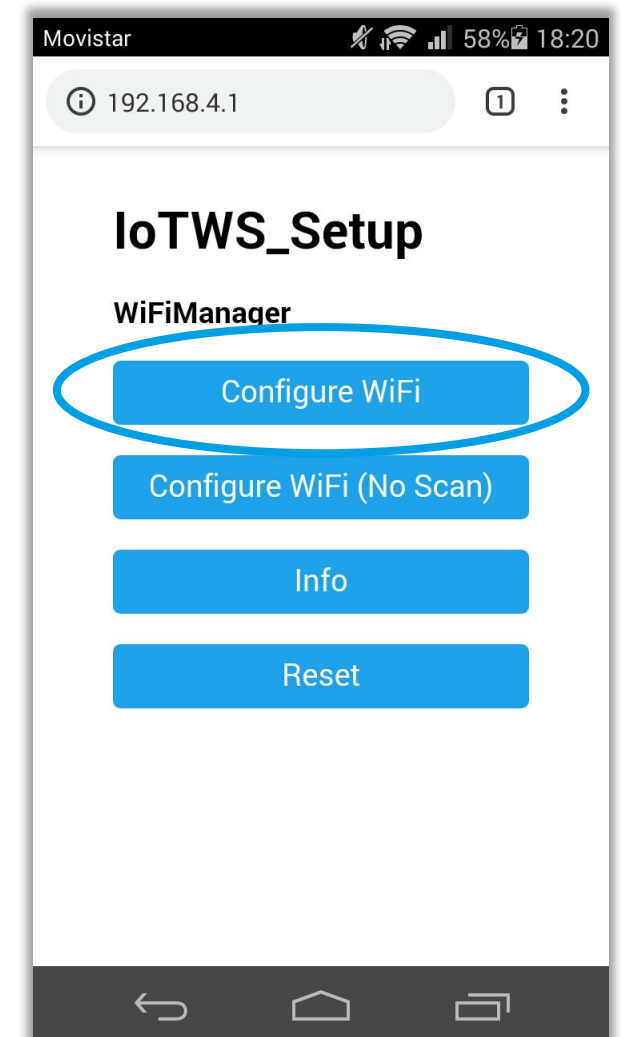 Movistar 58% 18:20
192.168.4.1 1
IoTWS_Setup
WiFiManager
Configure WiFi
Configure WiFi (No Scan)
Info
Reset